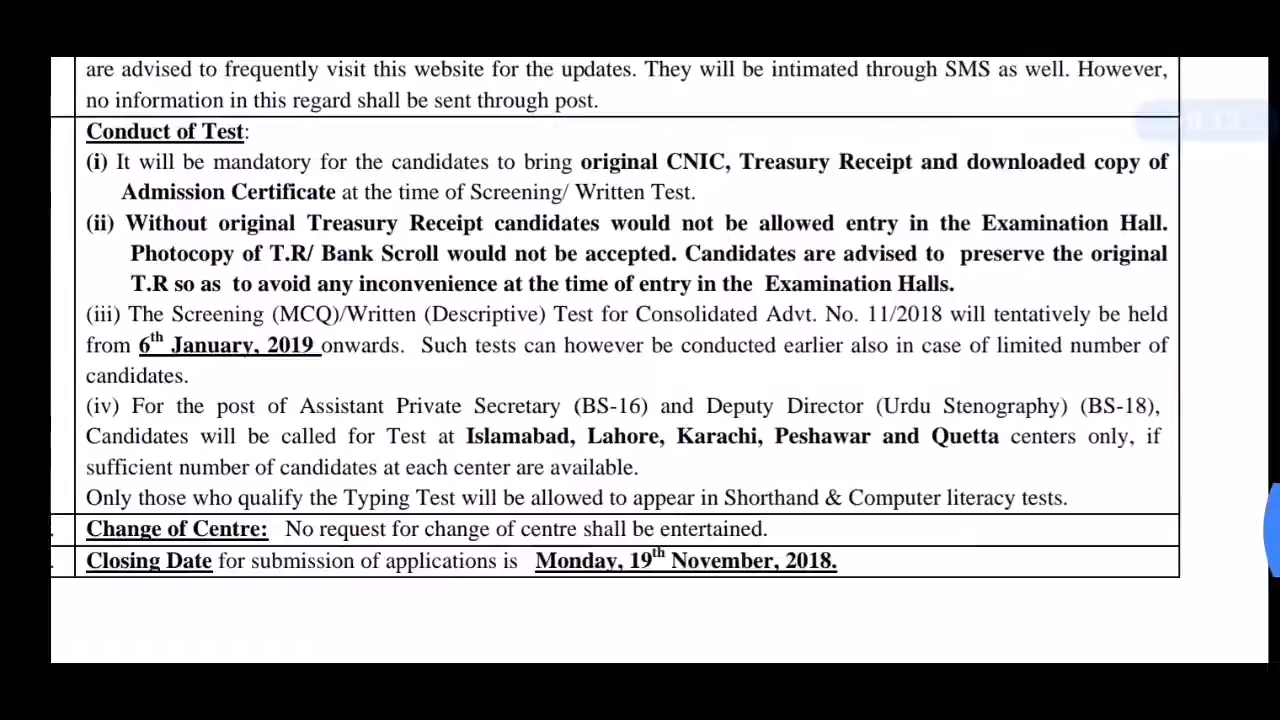 are advised to frequently visit this website for the updates. They will be intimated through SMS as well. However,
no information in this regard shall be sent through post.
Conduct of Test:
(i) It will be mandatory for the candidates to bring original CNIC, Treasury Receipt and downloaded copy of
Admission Certificate at the time of Screening/ Written Test.
(ii) Without original Treasury Receipt candidates would not be allowed entry in the Examination Hall.
Photocopy of T.R/ Bank Scroll would not be accepted. Candidates are advised to preserve the original
T.R so as to avoid any inconvenience at the time of entry in the Examination Halls.
(iii) The Screening (MCQ)/Written (Descriptive) Test for Consolidated Advt. No. 11/2018 will tentatively be held
from 6th January, 2019 onwards. Such tests can however be conducted earlier also in case of limited number of
candidates.
(iv) For the post of Assistant Private Secretary (BS-16) and Deputy Director (Urdu Stenography) (BS-18),
Candidates will be called for Test at Islamabad, Lahore, Karachi, Peshawar and Quetta centers only, if
sufficient number of candidates at each center are available.
Only those who qualify the Typing Test will be allowed to appear in Shorthand & Computer literacy tests.
Change of Centre: No request for change of centre shall be entertained.
Closing Date for submission of applications is Monday, 19th November, 2018.